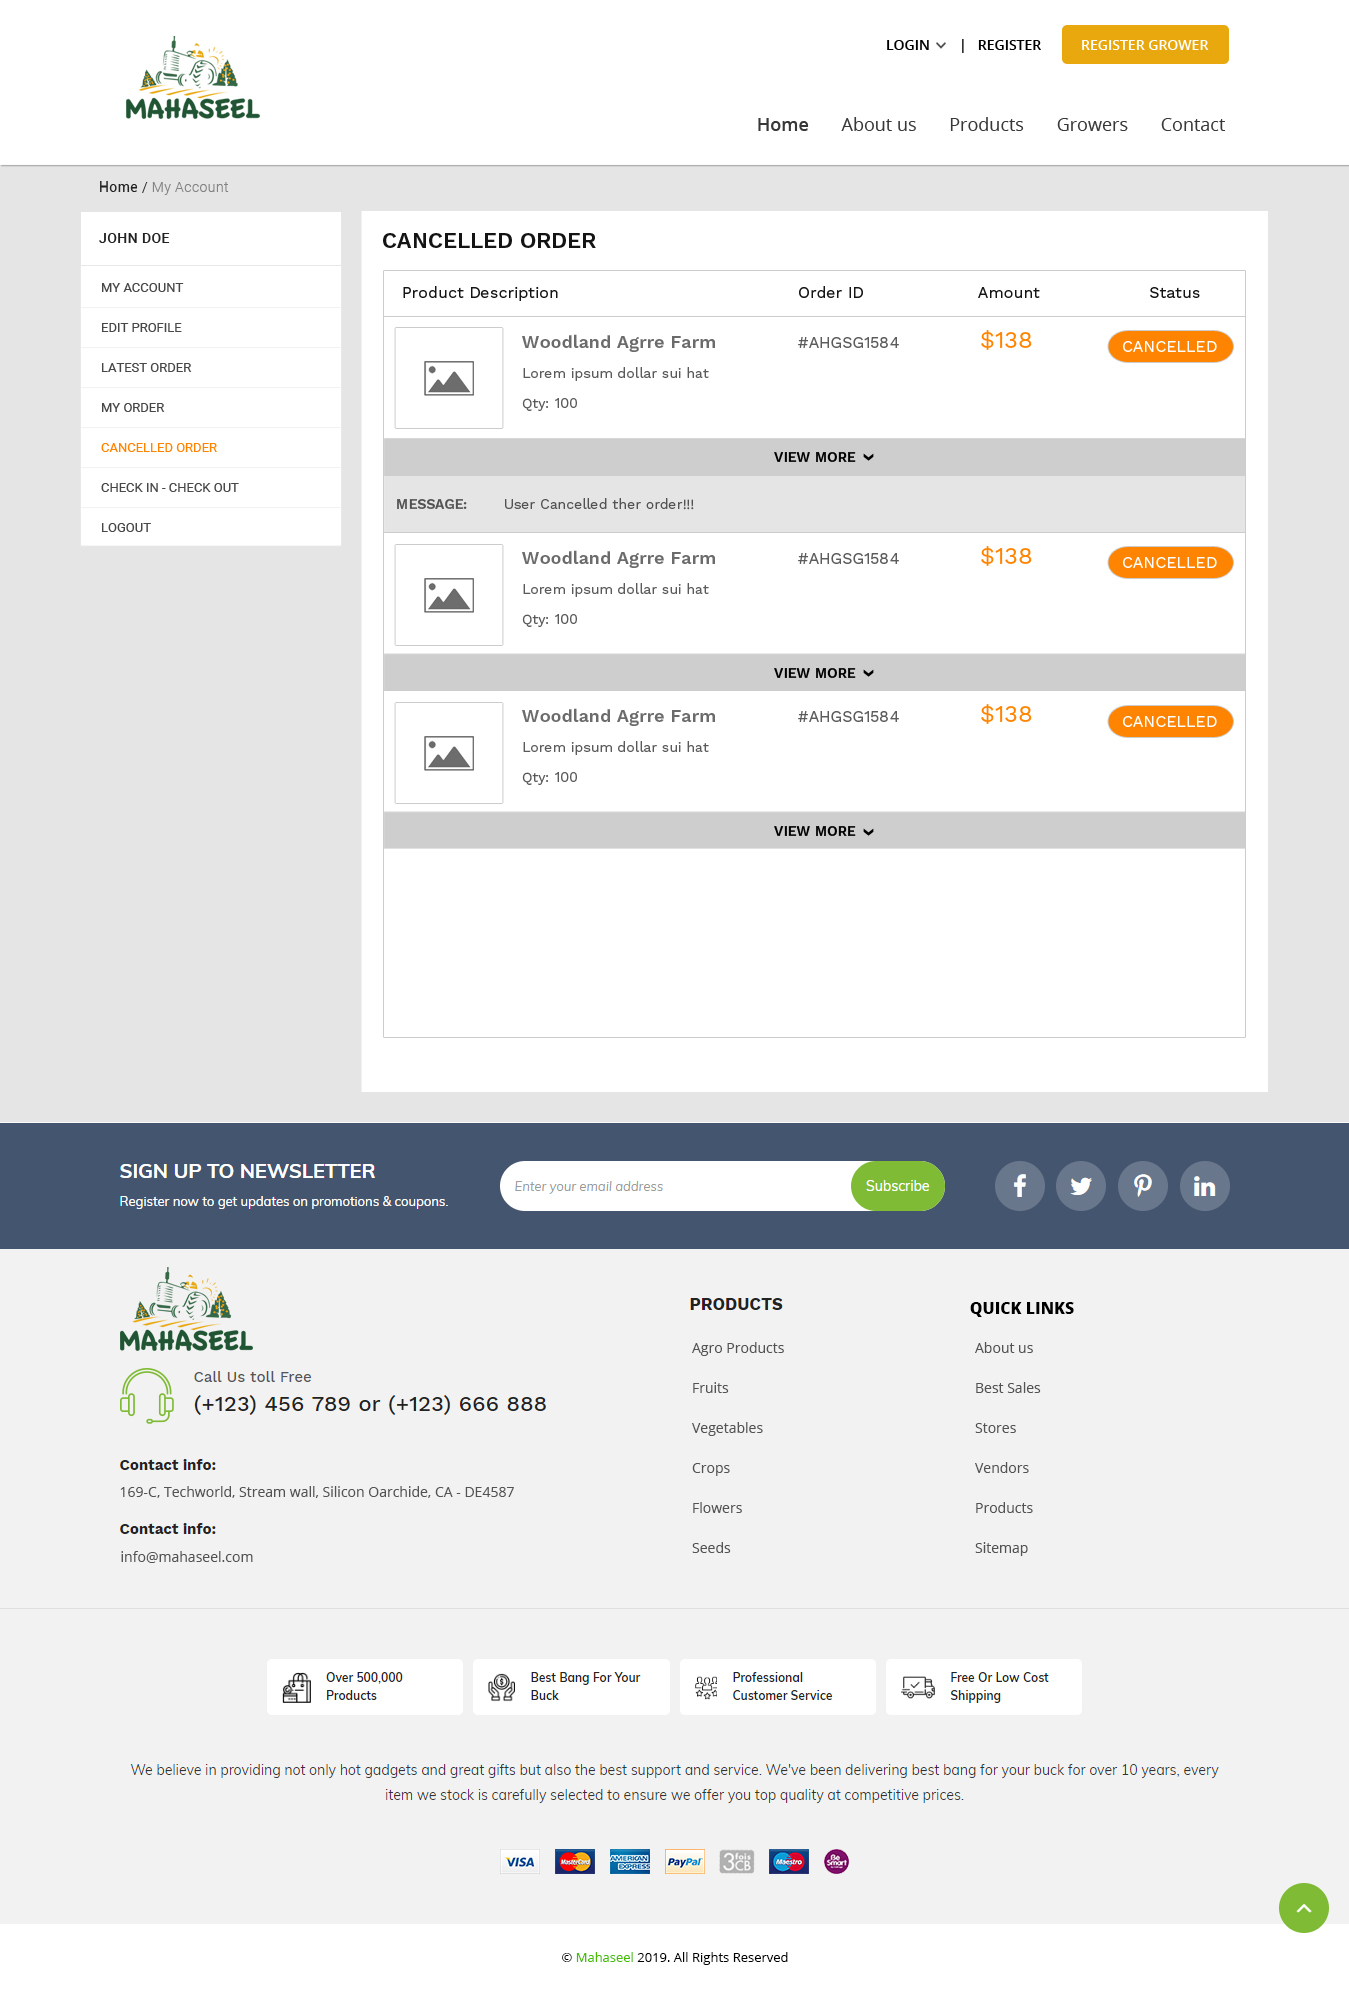 MAHASEEL
LOGIN | REGISTER REGISTER GROWER
Home About us Products Growers Contact
Home / My Account
JOHN DOE
MY ACCOUNT
EDIT PROFILE
LATEST ORDER
MY ORDER
CANCELLED ORDER
CHECK IN - CHECK OUT
LOGOUT
CANCELLED ORDER
Product Description Order ID Amount Status
Woodland Agrre Farm #AHGSG1584 $138 CANCELLED
Lorem ipsum dollar sui hat
Qty: 100
VIEW MORE
MESSAGE: User Cancelled ther order!!!
Woodland Agrre Farm #AHGSG1584 $138 CANCELLED
Lorem ipsum dollar sui hat
Qty: 100
VIEW MORE
Woodland Agrre Farm #AHGSG1584 $138 CANCELLED
Lorem ipsum dollar sui hat
Qty: 100
VIEW MORE
SIGN UP TO NEWSLETTER
Register now to get updates on promotions & coupons.
Enter your email address Subscribe
MAHASEEL
Call Us toll Free
(+123) 456 789 or (+123) 666 888
Contact info:
169-C, Techworld, Stream wall, Silicon Oarchide, CA - DE4587
Contact info:
info@mahaseel.com
PRODUCTS
Agro Products
Fruits
Vegetables
Crops
Flowers
Seeds
QUICK LINKS
About us
Best Sales
Stores
Vendors
Products
Sitemap
Over 500,000
Products
Best Bang For Your
Buck
Professional
Customer Service
Free Or Low Cost
Shipping
We believe in providing not only hot gadgets and great gifts but also the best support and service. We've been delivering best bang for your buck for over 10 years, every
item we stock is carefully selected to ensure we offer you top quality at competitive prices.
VISA MasterCard AMERICAN EXPRESS PayPal 3 fois CB Maestro Be Smart
© Mahaseel 2019. All Rights Reserved